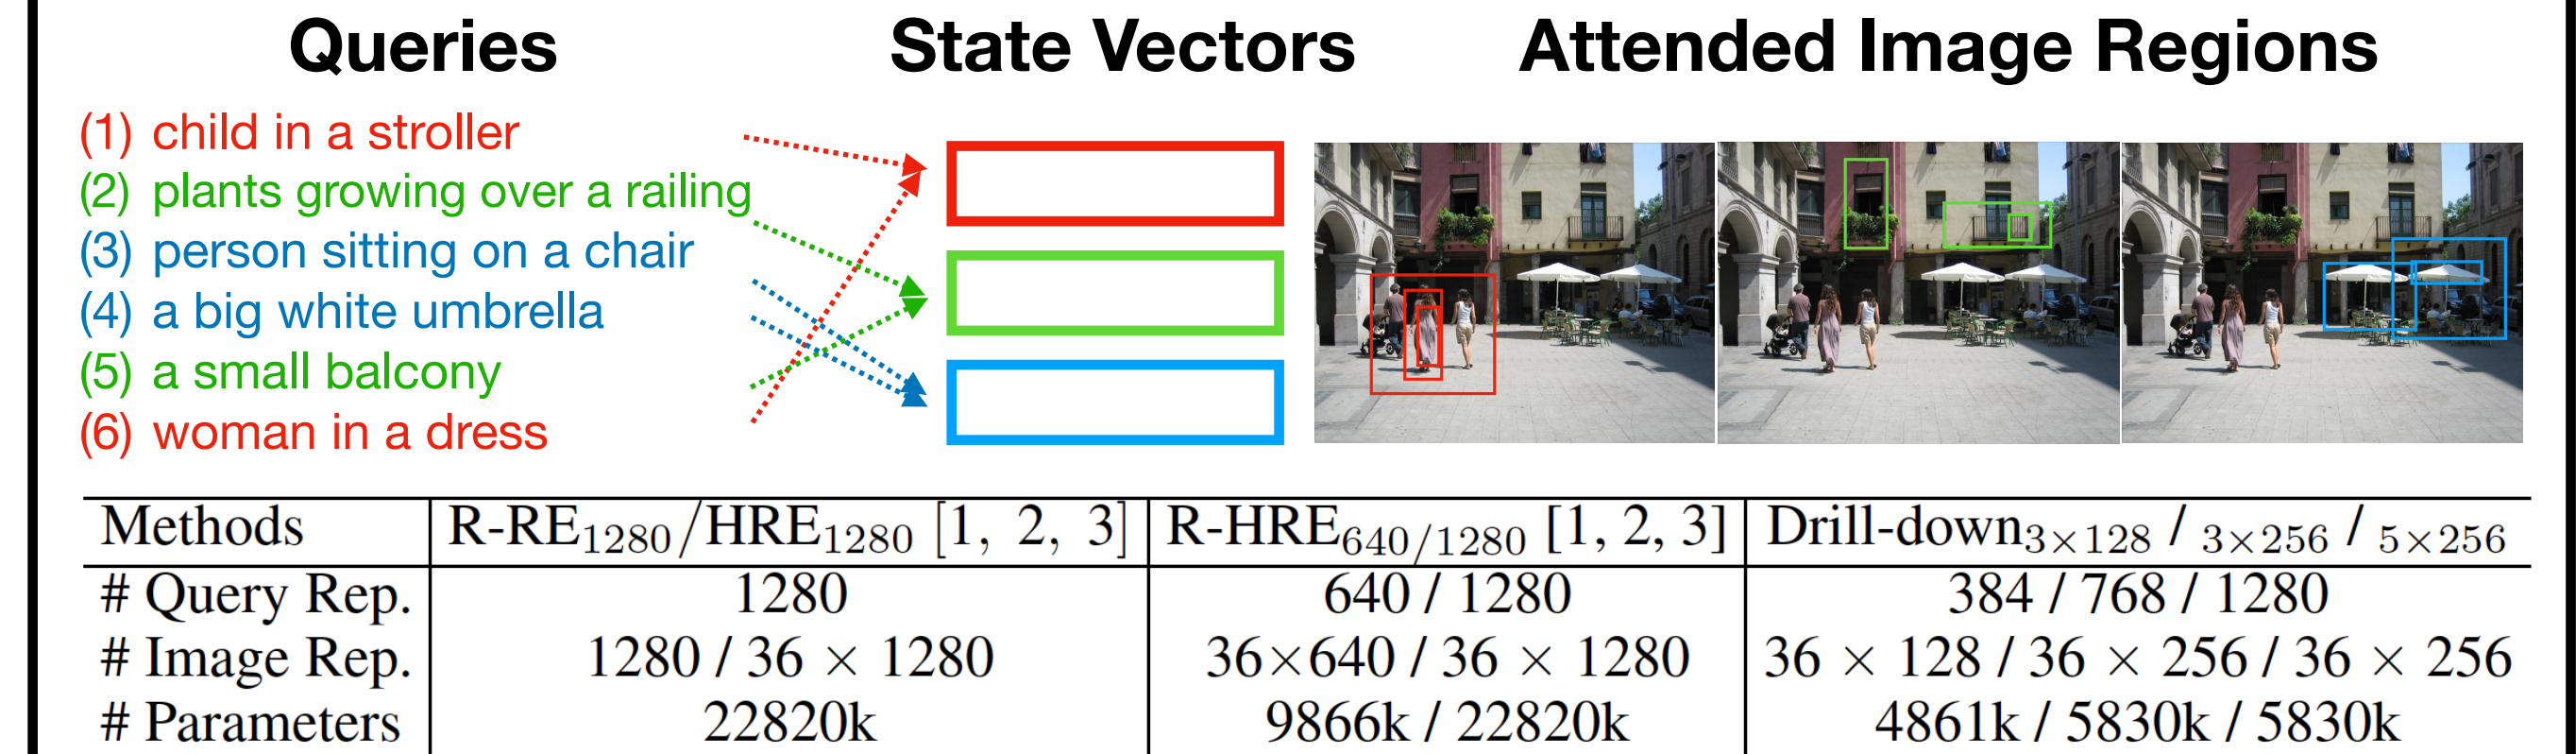 Queries State Vectors Attended Image Regions
(1) child in a stroller
(2) plants growing over a railing
(3) person sitting on a chair
(4) a big white umbrella
(5) a small balcony
(6) woman in a dress
Methods R-RE₁₂₈₀/HRE₁₂₈₀ [1, 2, 3] R-HRE₆₄₀/₁₂₈₀ [1, 2, 3] Drill-down₃×₁₂₈ / ₃×₂₅₆ / ₅×₂₅₆
# Query Rep. 1280 640 / 1280 384 / 768 / 1280
# Image Rep. 1280 / 36 × 1280 36×640 / 36 × 1280 36 × 128 / 36 × 256 / 36 × 256
# Parameters 22820k 9866k / 22820k 4861k / 5830k / 5830k